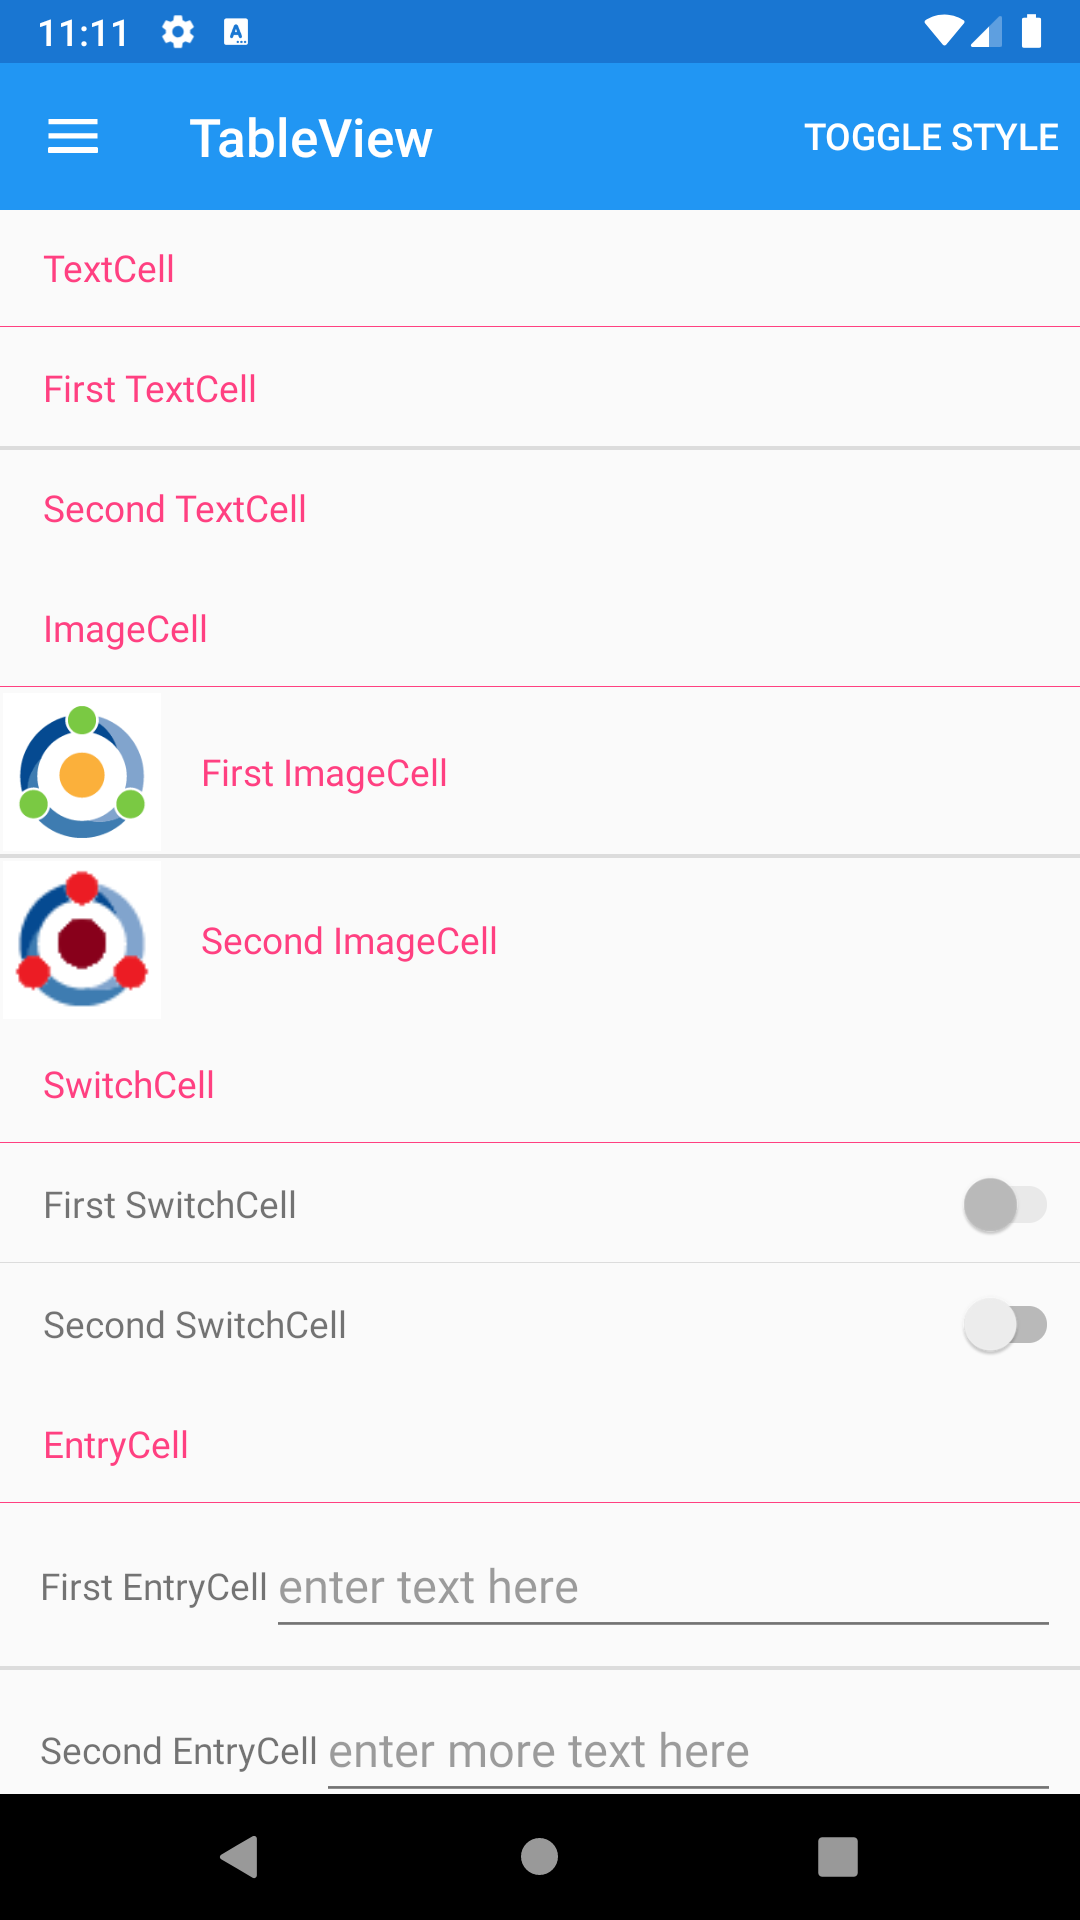 11:11
TableView
TOGGLE STYLE
TextCell
First TextCell
Second TextCell
ImageCell
First ImageCell
Second ImageCell
SwitchCell
First SwitchCell
Second SwitchCell
EntryCell
First EntryCell enter text here
Second EntryCell enter more text here